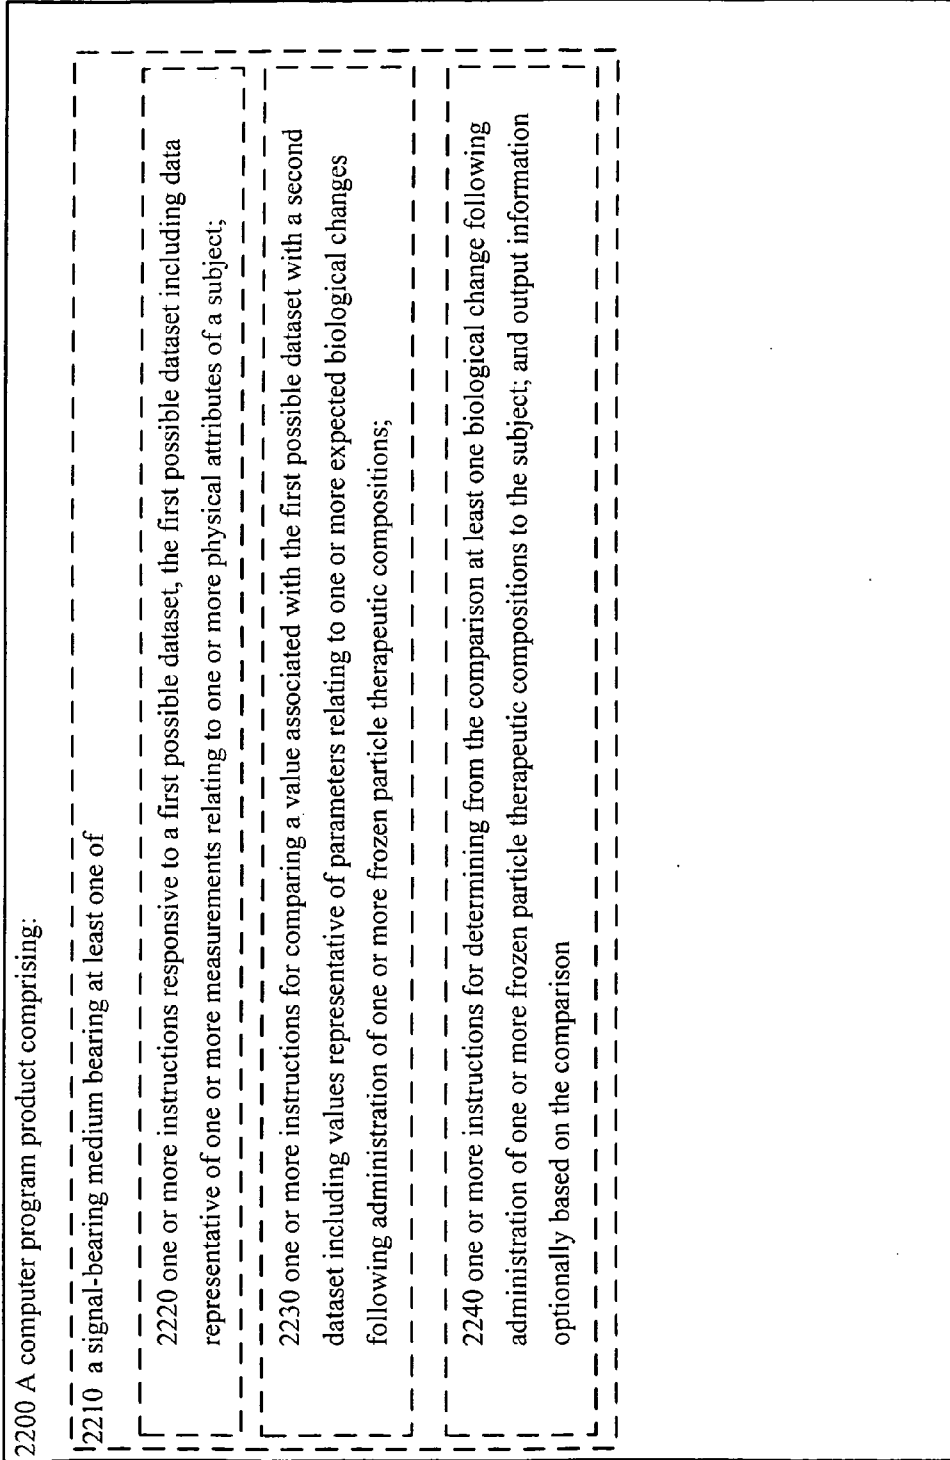 2200 A computer program product comprising:
2210 a signal-bearing medium bearing at least one of
2220 one or more instructions responsive to a first possible dataset, the first possible dataset including data
representative of one or more measurements relating to one or more physical attributes of a subject;
2230 one or more instructions for comparing a value associated with the first possible dataset with a second
dataset including values representative of parameters relating to one or more expected biological changes
following administration of one or more frozen particle therapeutic compositions;
2240 one or more instructions for determining from the comparison at least one biological change following
administration of one or more frozen particle therapeutic compositions to the subject; and output information
optionally based on the comparison